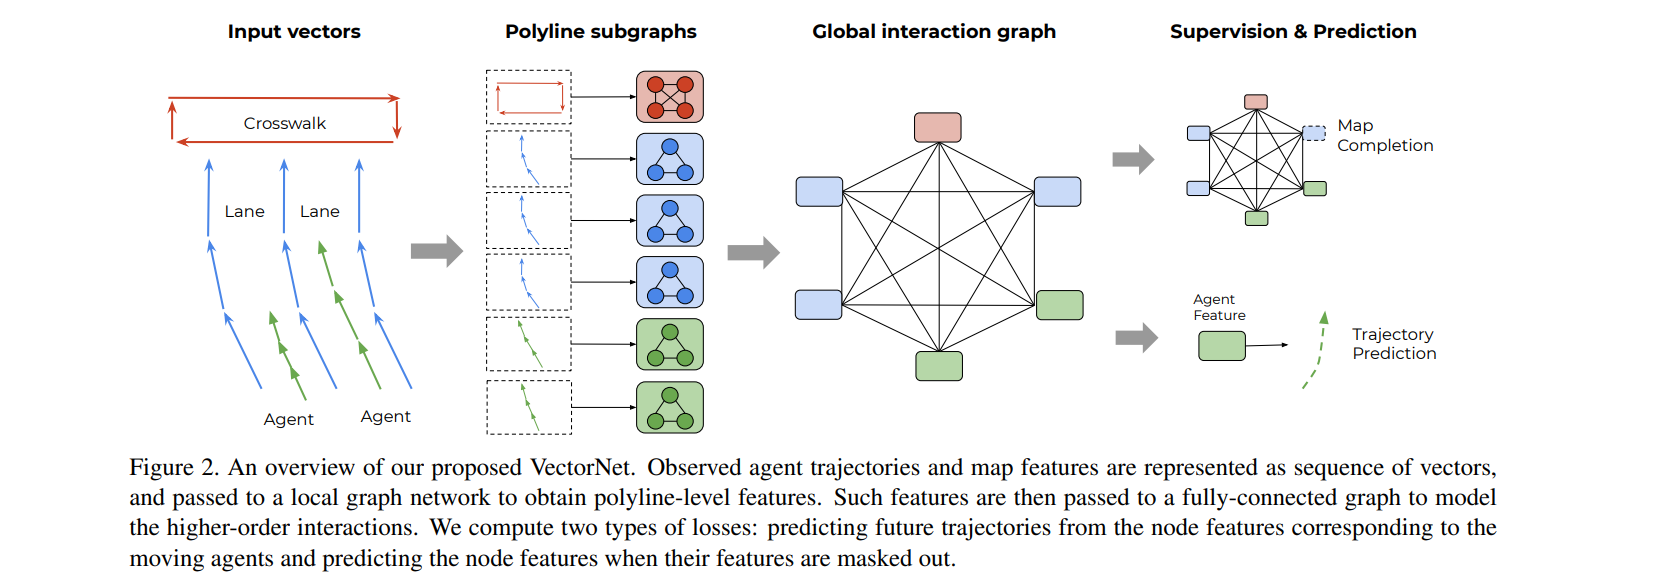 Input vectors
Polyline subgraphs
Global interaction graph
Supervision & Prediction
Crosswalk
Lane
Lane
Agent
Agent
Map
Completion
Agent
Feature
Trajectory
Prediction
Figure 2. An overview of our proposed VectorNet. Observed agent trajectories and map features are represented as sequence of vectors,
and passed to a local graph network to obtain polyline-level features. Such features are then passed to a fully-connected graph to model
the higher-order interactions. We compute two types of losses: predicting future trajectories from the node features corresponding to the
moving agents and predicting the node features when their features are masked out.